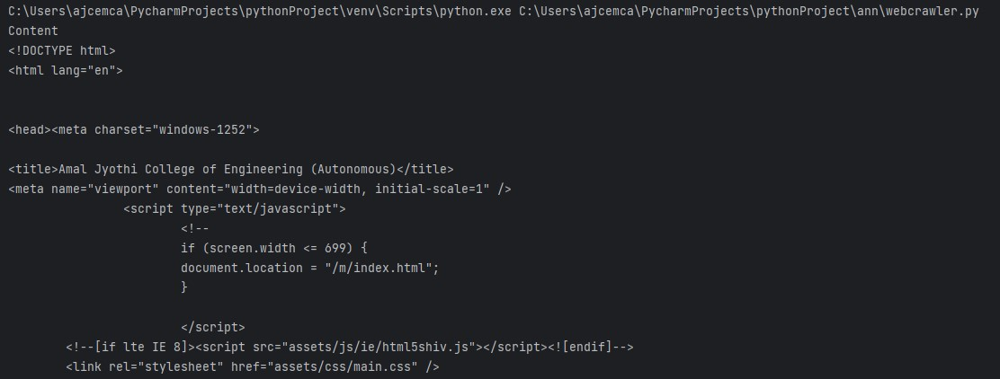 C:\Users\ajcemca\PycharmProjects\pythonProject\venv\Scripts\python.exe C:\Users\ajcemca\PycharmProjects\pythonProject\ann\webcrawler.py
Content
<!DOCTYPE html>
<html lang="en">
<head><meta charset="windows-1252">
<title>Amal Jyothi College of Engineering (Autonomous)</title>
<meta name="viewport" content="width=device-width, initial-scale=1" />
<script type="text/javascript">
<!--
if (screen.width <= 699) {
document.location = "/m/index.html";
}
</script>
<!--[if lte IE 8]><script src="assets/js/ie/html5shiv.js"></script><![endif]-->
<link rel="stylesheet" href="assets/css/main.css" />